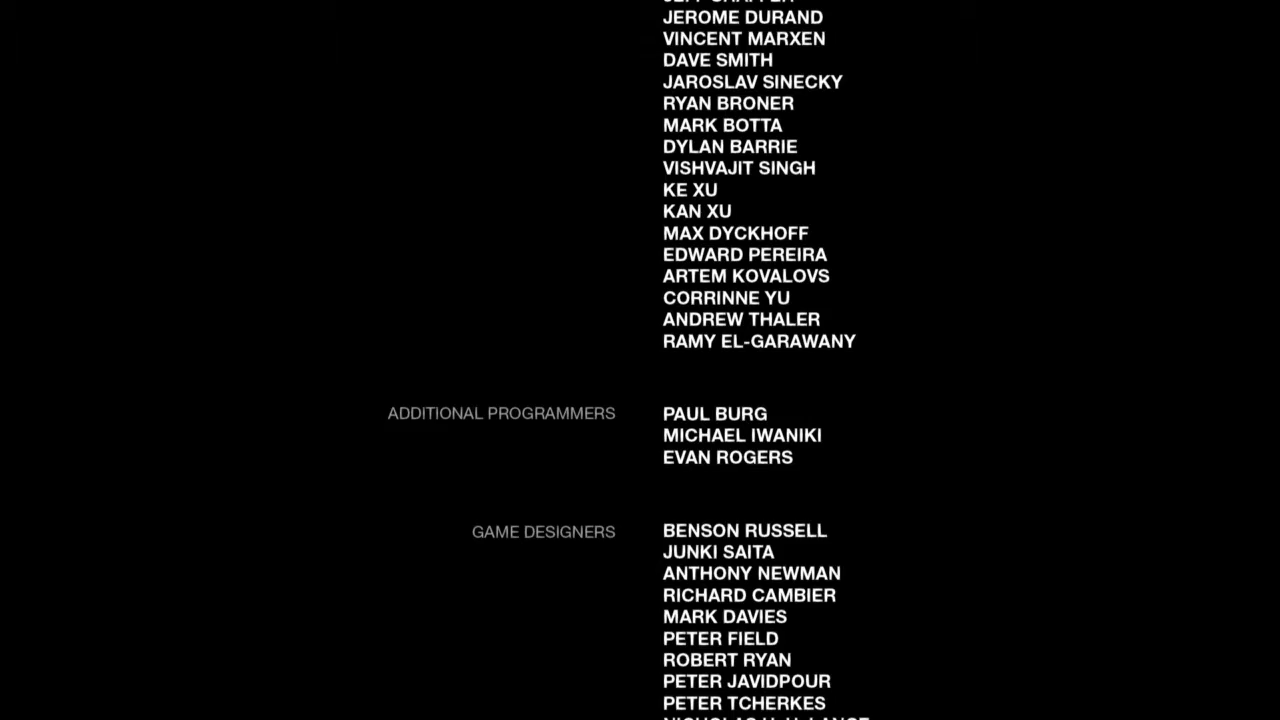 JEROME DURAND
VINCENT MARXEN
DAVE SMITH
JAROSLAV SINECKY
RYAN BRONER
MARK BOTTA
DYLAN BARRIE
VISHVAJIT SINGH
KE XU
KAN XU
MAX DYCKHOFF
EDWARD PEREIRA
ARTEM KOVALOVS
CORRINNE YU
ANDREW THALER
RAMY EL-GARAWANY
ADDITIONAL PROGRAMMERS PAUL BURG
MICHAEL IWANIKI
EVAN ROGERS
GAME DESIGNERS BENSON RUSSELL
JUNKI SAITA
ANTHONY NEWMAN
RICHARD CAMBIER
MARK DAVIES
PETER FIELD
ROBERT RYAN
PETER JAVIDPOUR
PETER TCHERKES